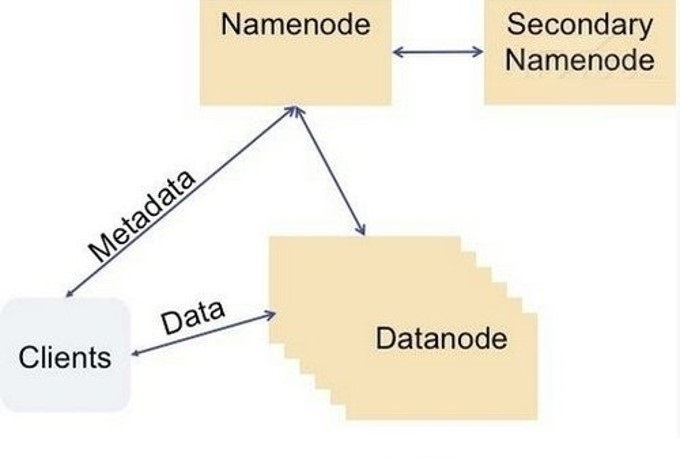 Namenode
Secondary
Namenode
Metadata
Data
Clients
Datanode